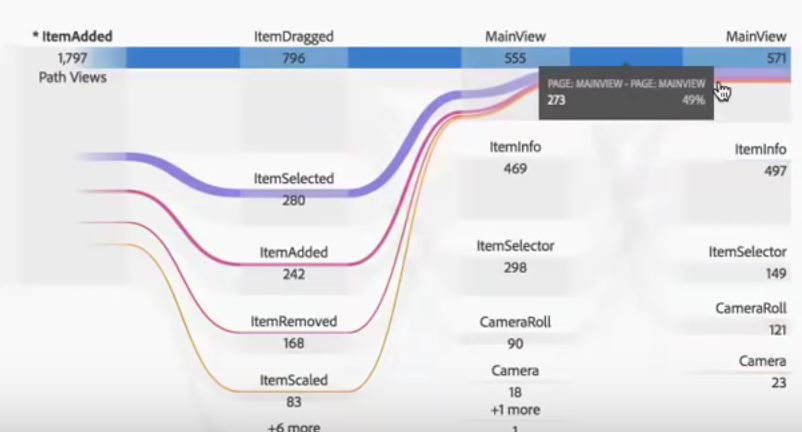 * ItemAdded
1,797
Path Views
ItemDragged
796
ItemSelected
280
ItemAdded
242
ItemRemoved
168
ItemScaled
83
+6 more
MainView
555
PAGE: MAINVIEW - PAGE: MAINVIEW
273 49%
ItemInfo
469
ItemSelector
298
CameraRoll
90
Camera
18
+1 more
1
MainView
571
ItemInfo
497
ItemSelector
149
CameraRoll
121
Camera
23